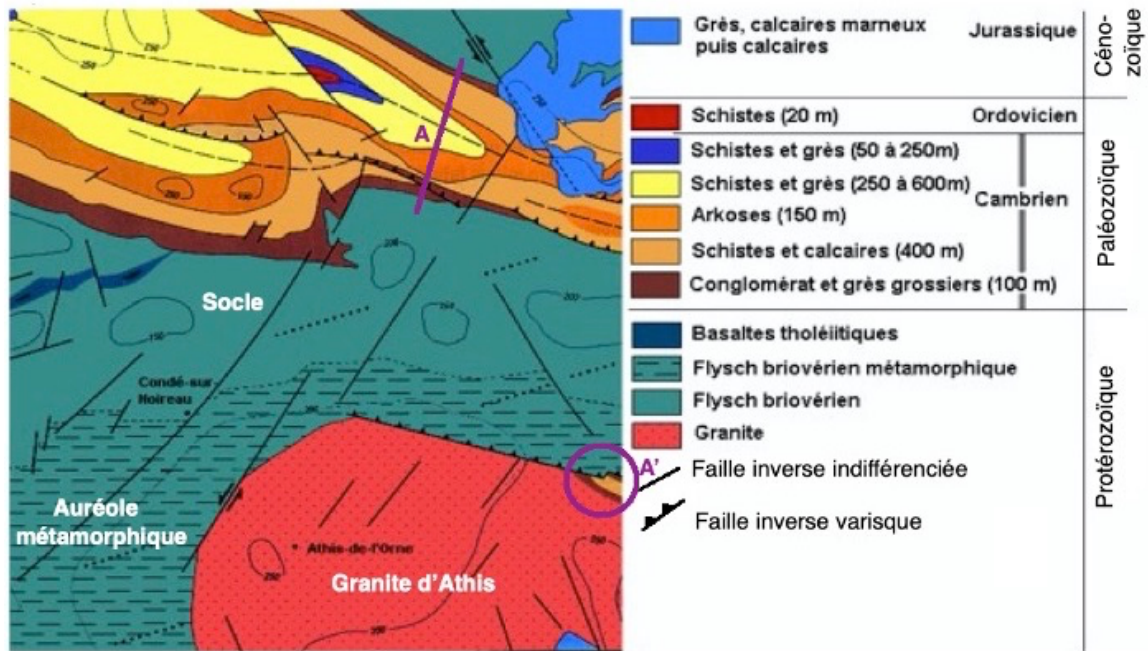 Grès, calcaires marneux
puis calcaires
Jurassique
Céno-
zoïque
Schistes (20 m)
Ordovicien
Schistes et grès (50 à 250m)
Schistes et grès (250 à 600m)
Cambrien
Arkoses (150 m)
Schistes et calcaires (400 m)
Conglomérat et grès grossiers (100 m)
Paléozoïque
Basaltes tholéiitiques
Flysch briovérien métamorphique
Flysch briovérien
Granite
Faille inverse indifférenciée
Faille inverse varisque
Protérozoïque
A
Socle
Condé-sur-
Noireau
A'
Auréole
métamorphique
Athis-de-l'Orne
Granite d'Athis
250
150
200